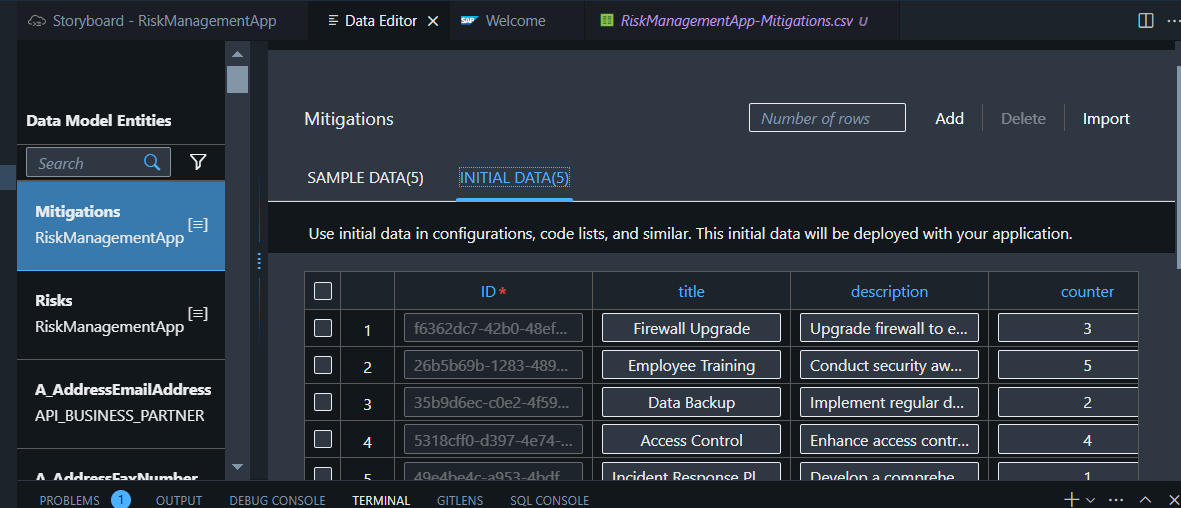 Storyboard - RiskManagementApp
Data Editor
SAP Welcome
RiskManagementApp-Mitigations.csv U
Data Model Entities
Search
Mitigations
RiskManagementApp
Risks
RiskManagementApp
A_AddressEmailAddress
API_BUSINESS_PARTNER
A_AddressFaxNumber
Mitigations
Number of rows
Add
Delete
Import
SAMPLE DATA(5)
INITIAL DATA(5)
Use initial data in configurations, code lists, and similar. This initial data will be deployed with your application.
ID* title description counter
1 f6362dc7-42b0-48ef... Firewall Upgrade Upgrade firewall to e... 3
2 26b5b69b-1283-489... Employee Training Conduct security aw... 5
3 35b9d6ec-c0e2-4f59... Data Backup Implement regular d... 2
4 5318cff0-d397-4e74-... Access Control Enhance access contr... 4
5 49e4be4c-a953-4bdf... Incident Response Pl... Develop a comprehe... 1
PROBLEMS 1 OUTPUT DEBUG CONSOLE TERMINAL GITLENS SQL CONSOLE